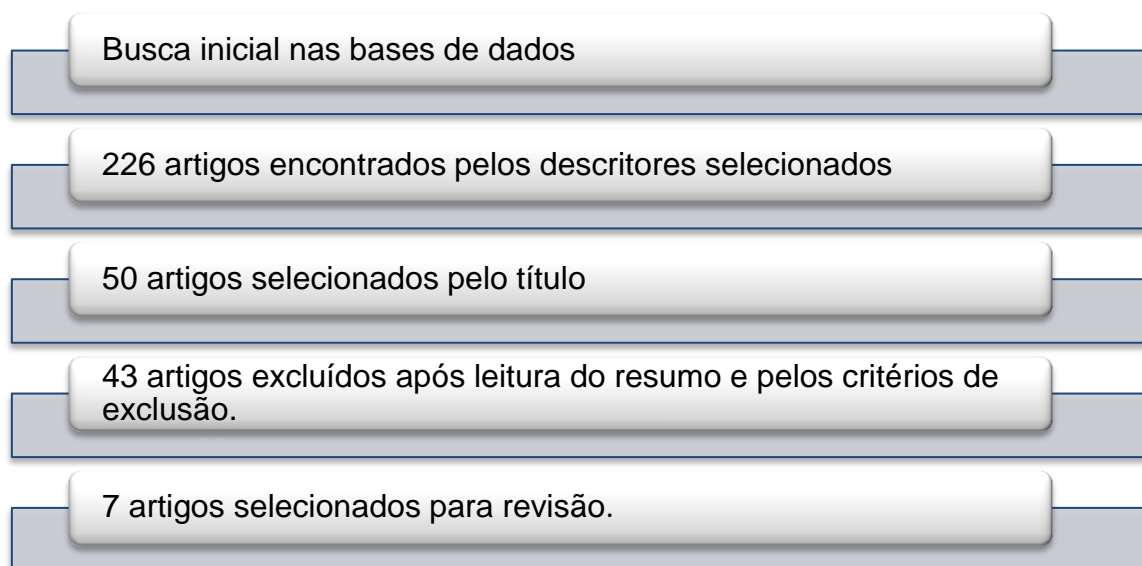 Busca inicial nas bases de dados
226 artigos encontrados pelos descritores selecionados
50 artigos selecionados pelo título
43 artigos excluídos após leitura do resumo e pelos critérios de
exclusão.
7 artigos selecionados para revisão.